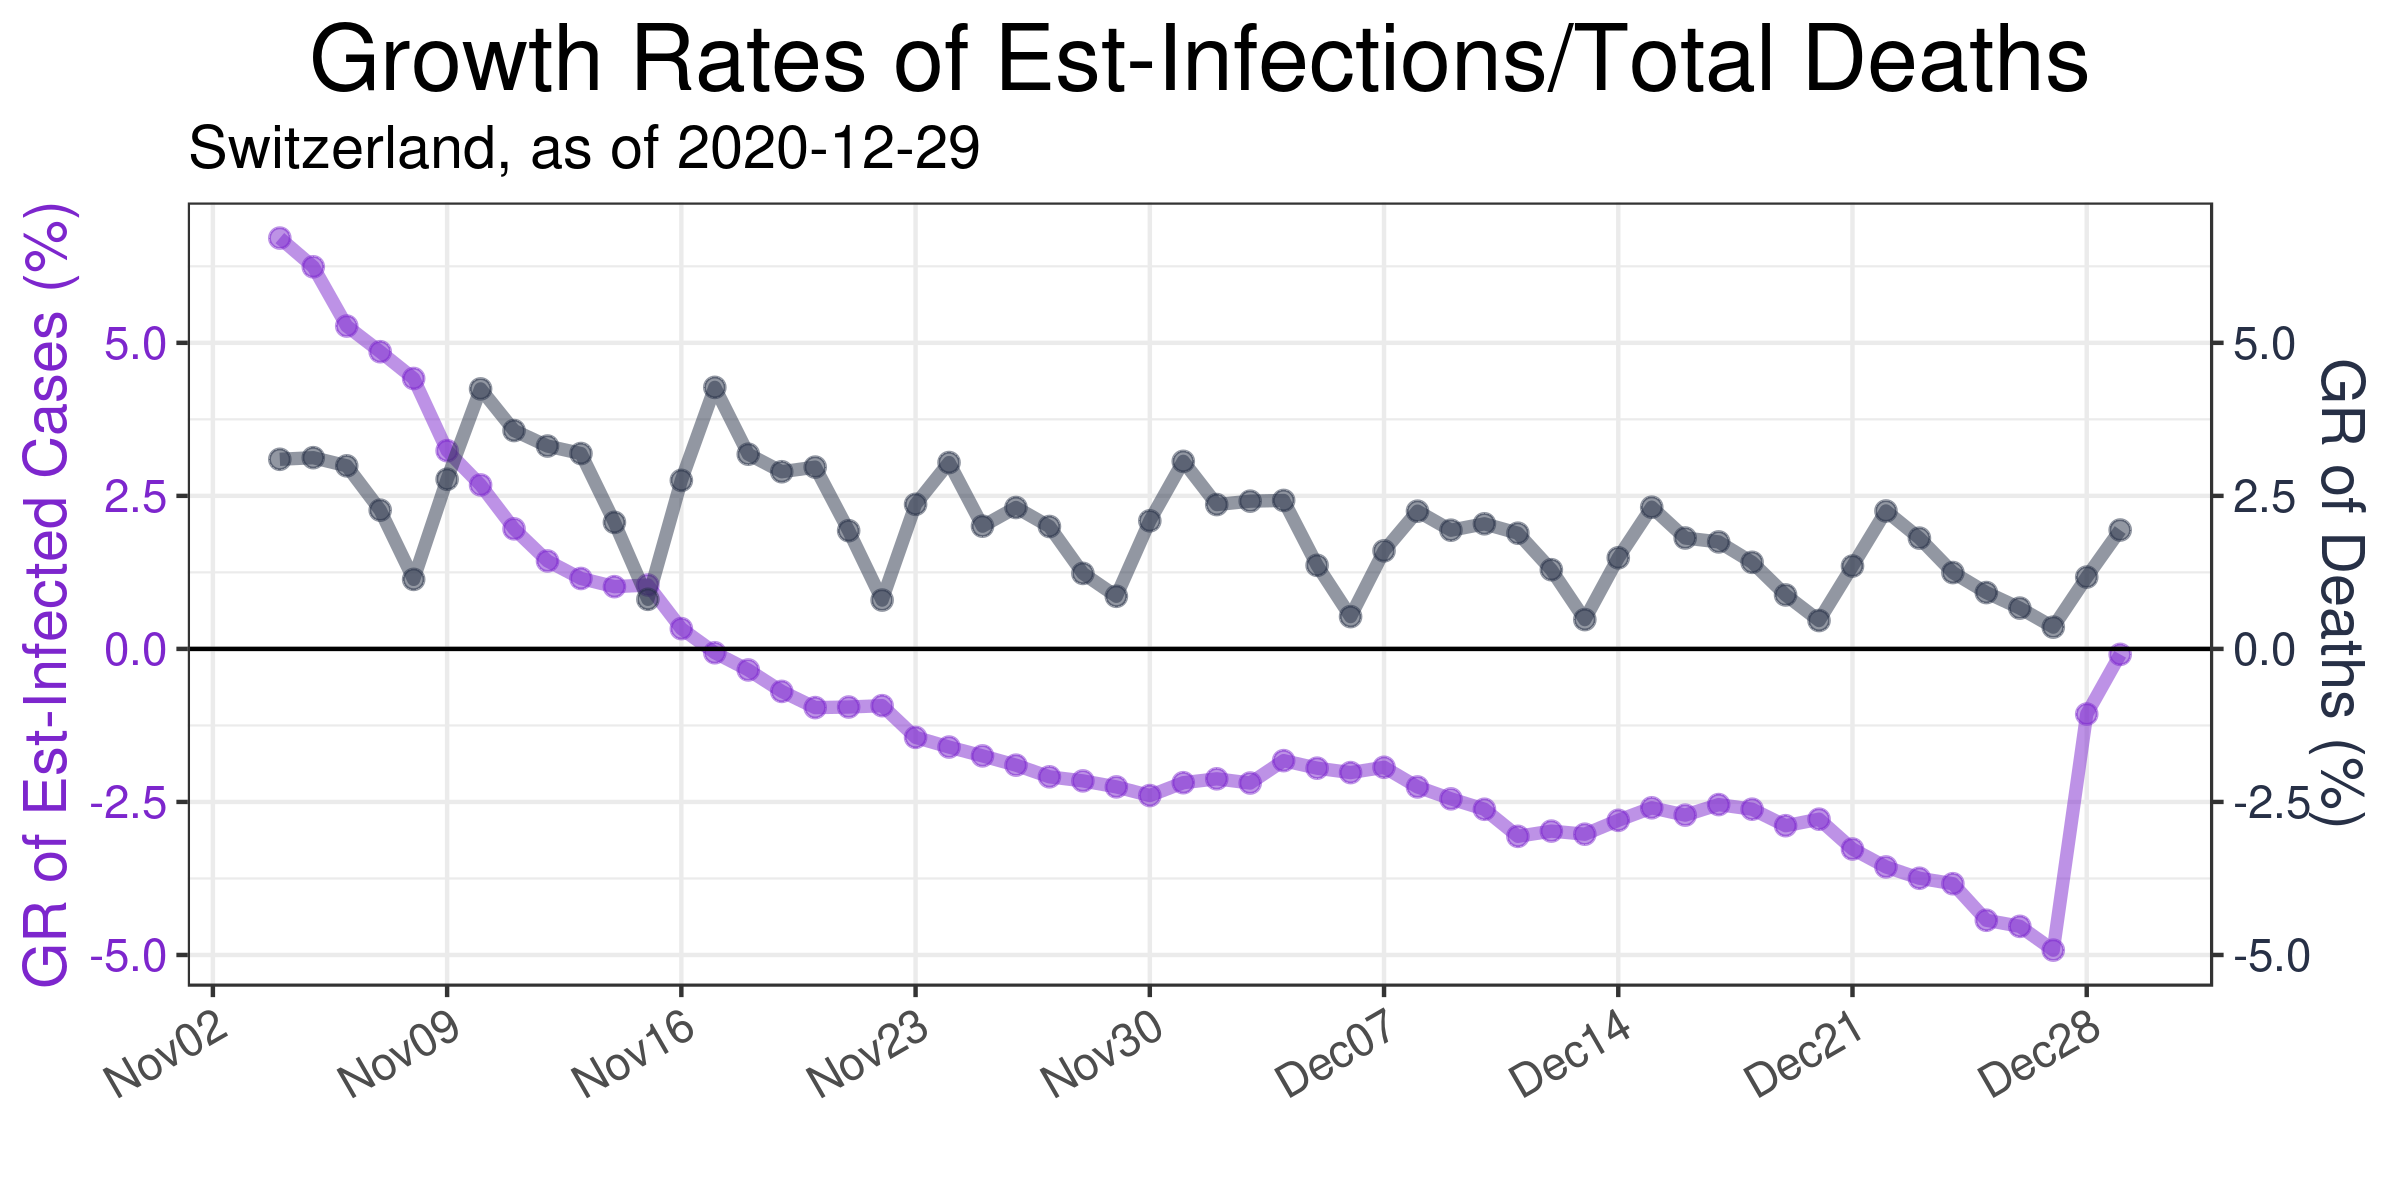 Growth Rates of Est-Infections/Total Deaths
Switzerland, as of 2020-12-29
GR of Est-Infected Cases (%)
5.0
2.5
0.0
-2.5
-5.0
5.0
2.5
0.0
-2.5
-5.0
GR of Deaths (%)
Nov02
Nov09
Nov16
Nov23
Nov30
Dec07
Dec14
Dec21
Dec28